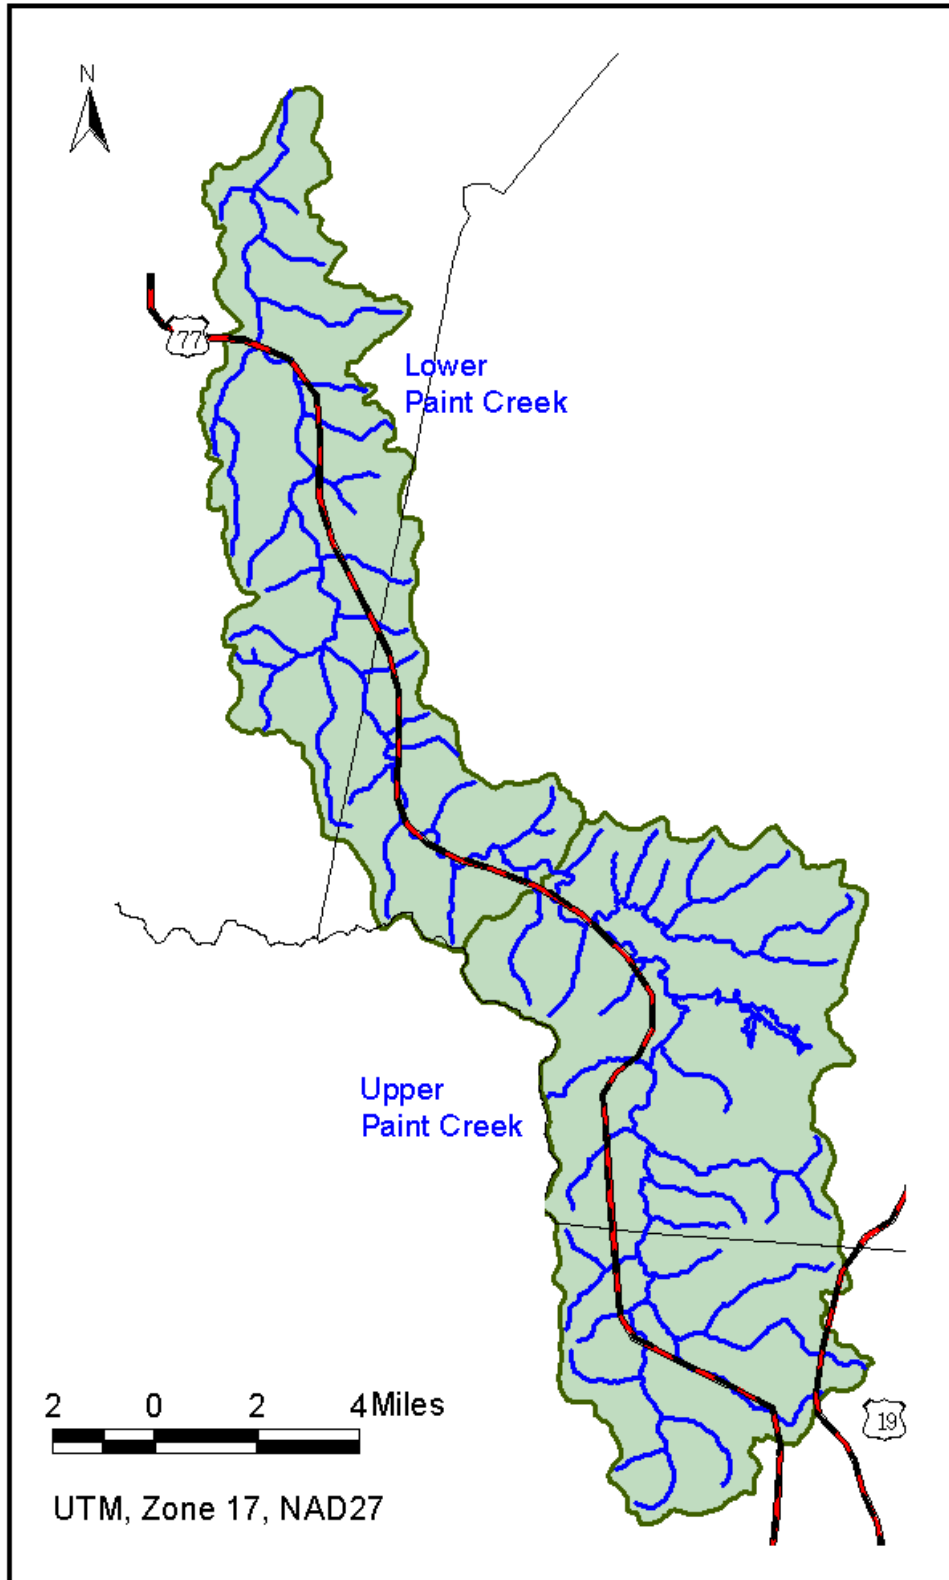 N
77
Lower
Paint Creek
Upper
Paint Creek
2 0 2 4 Miles
19
UTM, Zone 17, NAD27